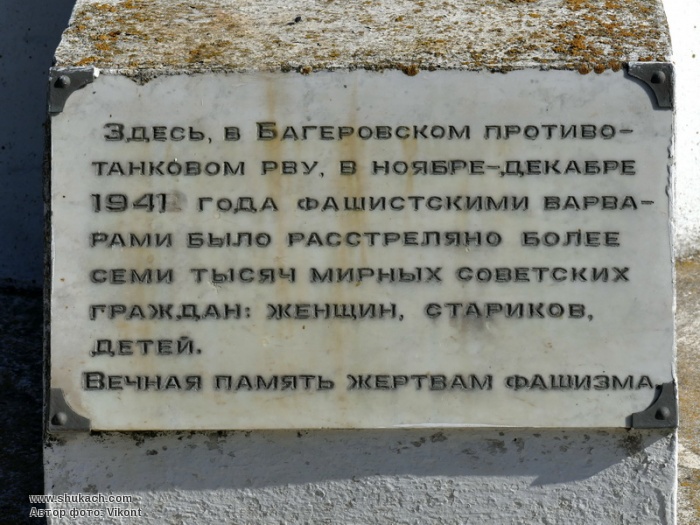 Здесь, в Багеровском противо-
танковом рву, в ноябре-декабре
1941 года фашистскими варва-
рами было расстреляно более
семи тысяч мирных советских
граждан: женщин, стариков,
детей.
Вечная память жертвам фашизма.
www.shukach.com
Автор фото: Vikont